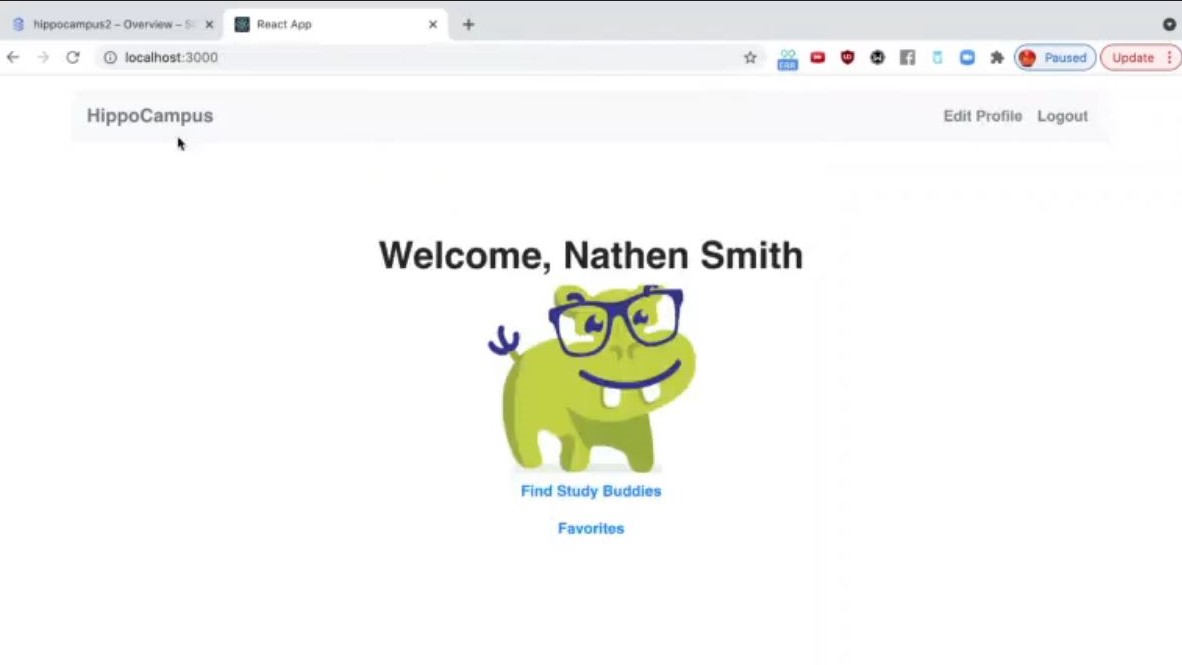 hippocampus2 – Overview – S
React App
localhost:3000
ERR
Paused
Update
HippoCampus
Edit Profile
Logout
Welcome, Nathen Smith
Find Study Buddies
Favorites